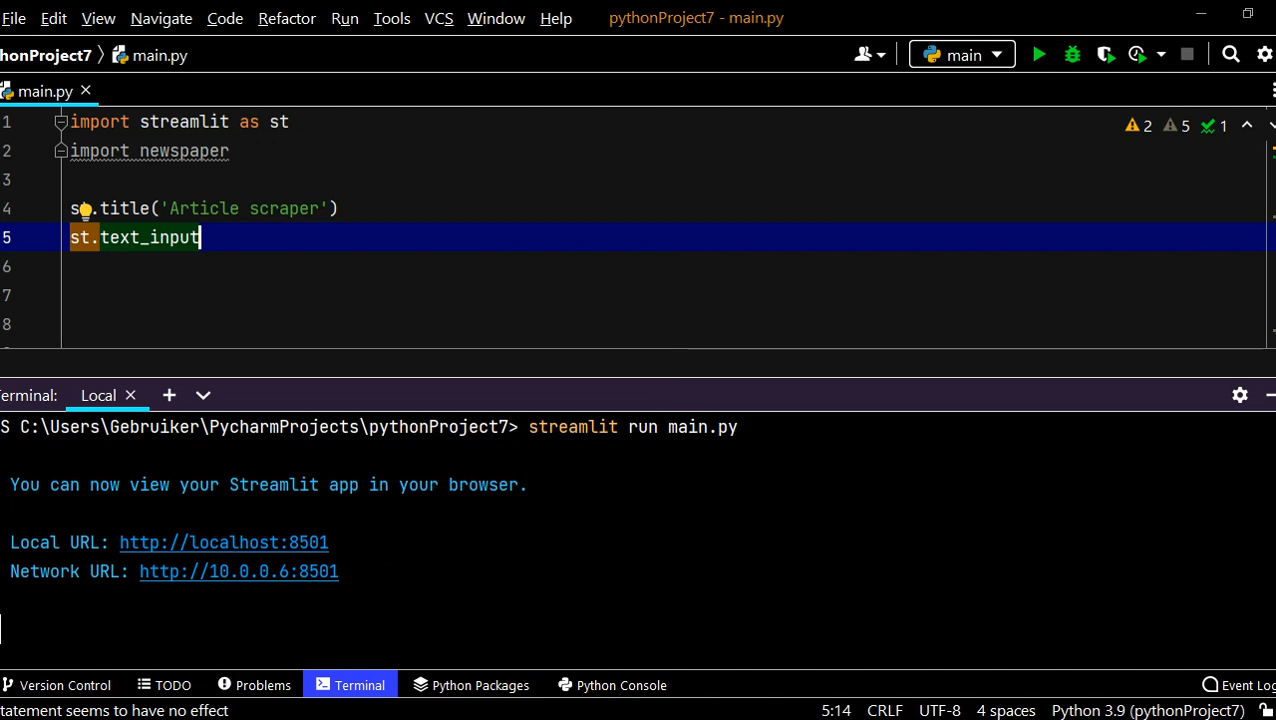 File Edit View Navigate Code Refactor Run Tools VCS Window Help pythonProject7 - main.py
honProject7 〉 main.py main
main.py
2 5 1
1 import streamlit as st
2 import newspaper
3
4 st.title('Article scraper')
5 st.text_input
6
7
8
erminal: Local
S C:\Users\Gebruiker\PycharmProjects\pythonProject7> streamlit run main.py
You can now view your Streamlit app in your browser.
Local URL: http://localhost:8501
Network URL: http://10.0.0.6:8501
Version Control TODO Problems Terminal Python Packages Python Console Event Log
tatement seems to have no effect 5:14 CRLF UTF-8 4 spaces Python 3.9 (pythonProject7)